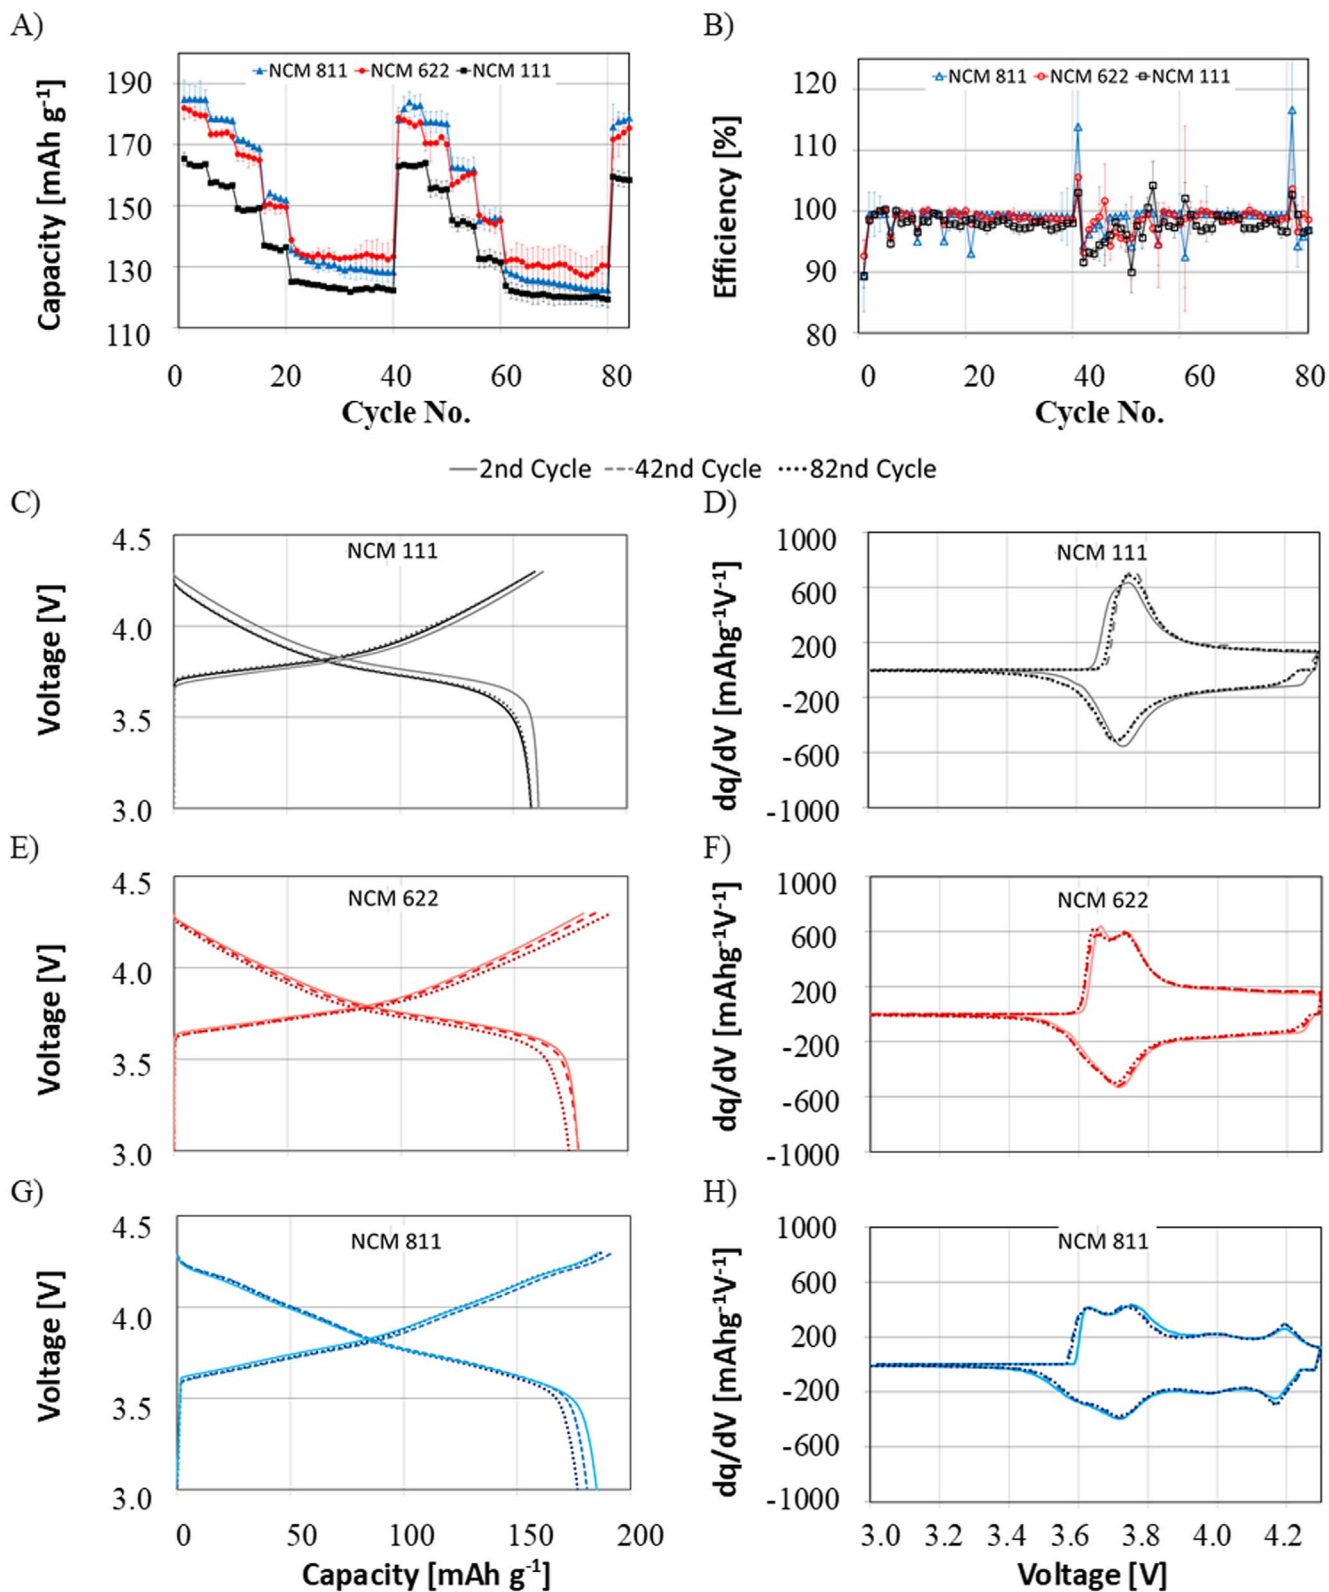 A)
B)
NCM 811 NCM 622 NCM 111
190
170
150
130
110
Capacity [mAh g⁻¹]
0 20 40 60 80
Cycle No.
NCM 811 NCM 622 NCM 111
120
110
100
90
80
Efficiency [%]
0 20 40 60 80
Cycle No.
2nd Cycle 42nd Cycle 82nd Cycle
C)
NCM 111
4.5
4.0
3.5
3.0
Voltage [V]
D)
NCM 111
1000
600
200
-200
-600
-1000
dq/dV [mAhg⁻¹V⁻¹]
E)
NCM 622
4.5
4.0
3.5
3.0
Voltage [V]
F)
NCM 622
1000
600
200
-200
-600
-1000
dq/dV [mAhg⁻¹V⁻¹]
G)
NCM 811
4.5
4.0
3.5
3.0
Voltage [V]
0 50 100 150 200
Capacity [mAh g⁻¹]
H)
NCM 811
1000
600
200
-200
-600
-1000
dq/dV [mAhg⁻¹V⁻¹]
3.0 3.2 3.4 3.6 3.8 4.0 4.2
Voltage [V]